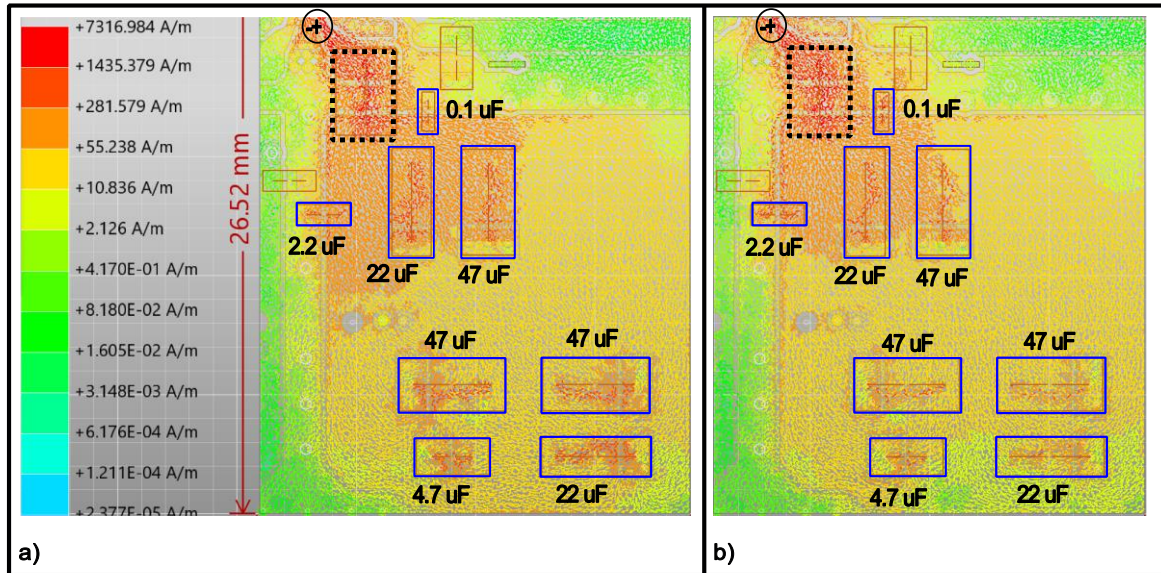 +7316.984 A/m
+1435.379 A/m
+281.579 A/m
+55.238 A/m
+10.836 A/m
+2.126 A/m
+4.170E-01 A/m
+8.180E-02 A/m
+1.605E-02 A/m
+3.148E-03 A/m
+6.176E-04 A/m
+1.211E-04 A/m
+2.377E-05 A/m
26.52 mm
-+
0.1 uF
2.2 uF
22 uF
47 uF
47 uF
47 uF
4.7 uF
22 uF
a)
-+
0.1 uF
2.2 uF
22 uF
47 uF
47 uF
47 uF
4.7 uF
22 uF
b)